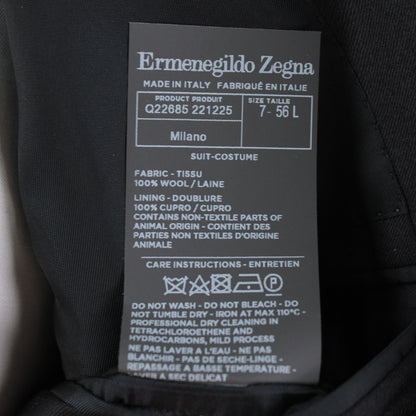 Ermenegildo Zegna
MADE IN ITALY FABRIQUÉ EN ITALIE
PRODUCT PRODUIT SIZE TAILLE
Q22685 221225 7- 56 L
Milano
SUIT-COSTUME
FABRIC - TISSU
100% WOOL / LAINE
LINING - DOUBLURE
100% CUPRO / CUPRO
CONTAINS NON-TEXTILE PARTS OF
ANIMAL ORIGIN - CONTIENT DES
PARTIES NON TEXTILES D'ORIGINE
ANIMALE
CARE INSTRUCTIONS - ENTRETIEN
DO NOT WASH - DO NOT BLEACH - DO
NOT TUMBLE DRY - IRON AT MAX 110°C -
PROFESSIONAL DRY CLEANING IN
TETRACHLOROETHENE AND
HYDROCARBONS, MILD PROCESS
NE PAS LAVER A L'EAU - NE PAS
BLANCHIR - PAS DE SECHE-LINGE -
REPASSAGE A BASSE TEMPERATURE
LAVER A SEC DELICAT